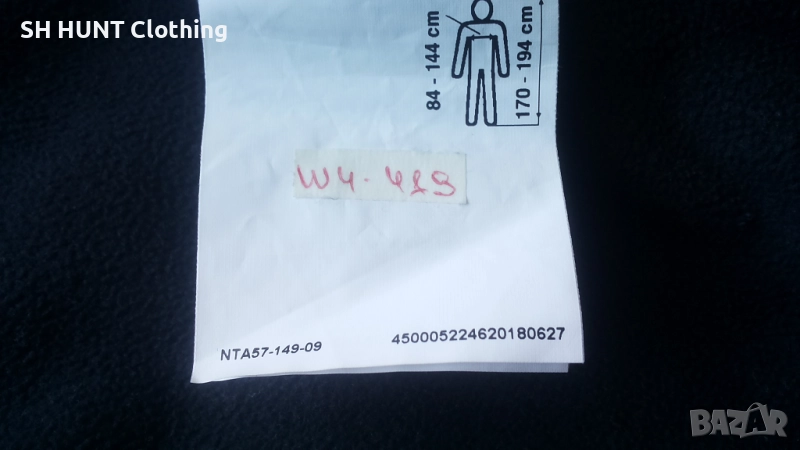 SH HUNT Clothing
84 - 144 cm
170 - 194 cm
W4-419
NTA57-149-09
450005224620180627
BAZAR